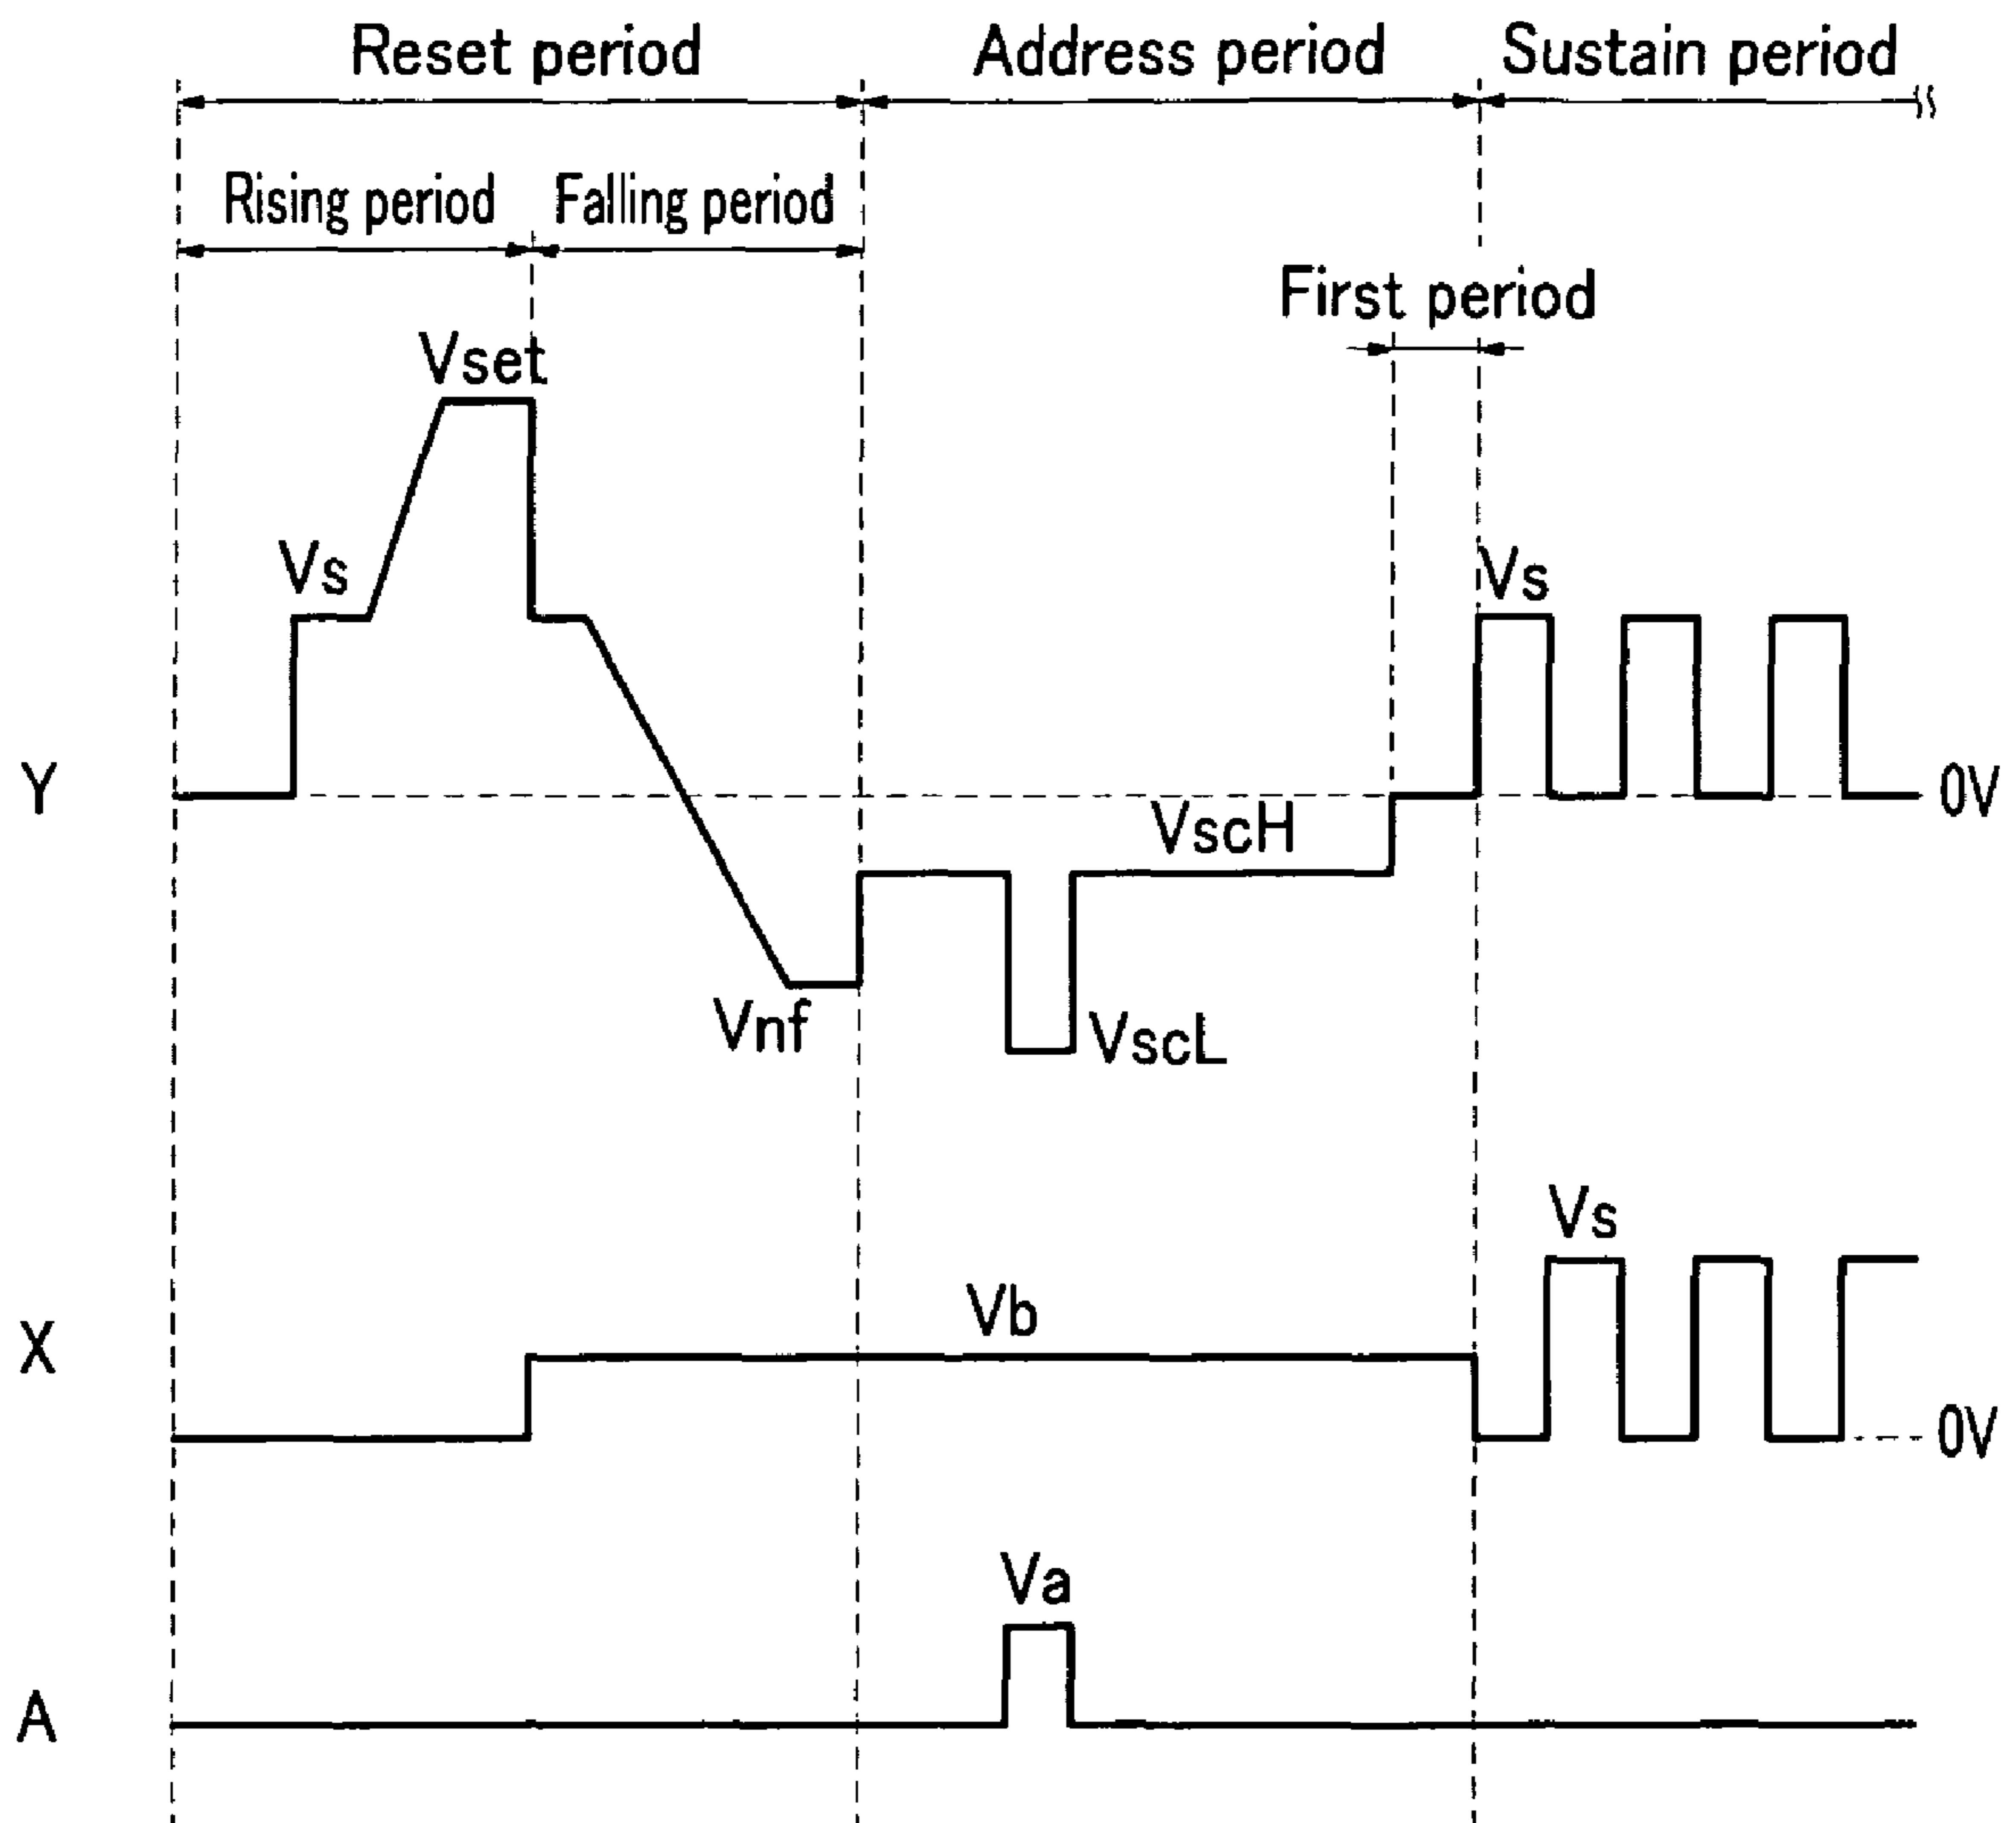 Reset period Address period Sustain period
Rising period Falling period
First period
Vset
Vs Vs
Y 0V
VscH
Vnf VscL
Vs
Vb
X 0V
Va
A